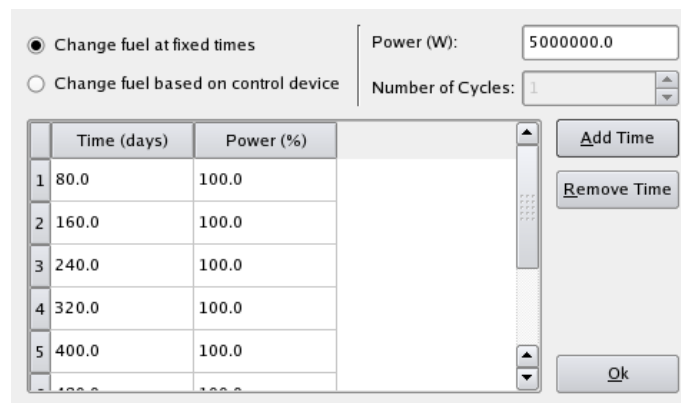 Change fuel at fixed times
Power (W): 5000000.0
Change fuel based on control device
Number of Cycles: 1
Time (days) Power (%)
Add Time
1 80.0 100.0
Remove Time
2 160.0 100.0
3 240.0 100.0
4 320.0 100.0
5 400.0 100.0
Ok